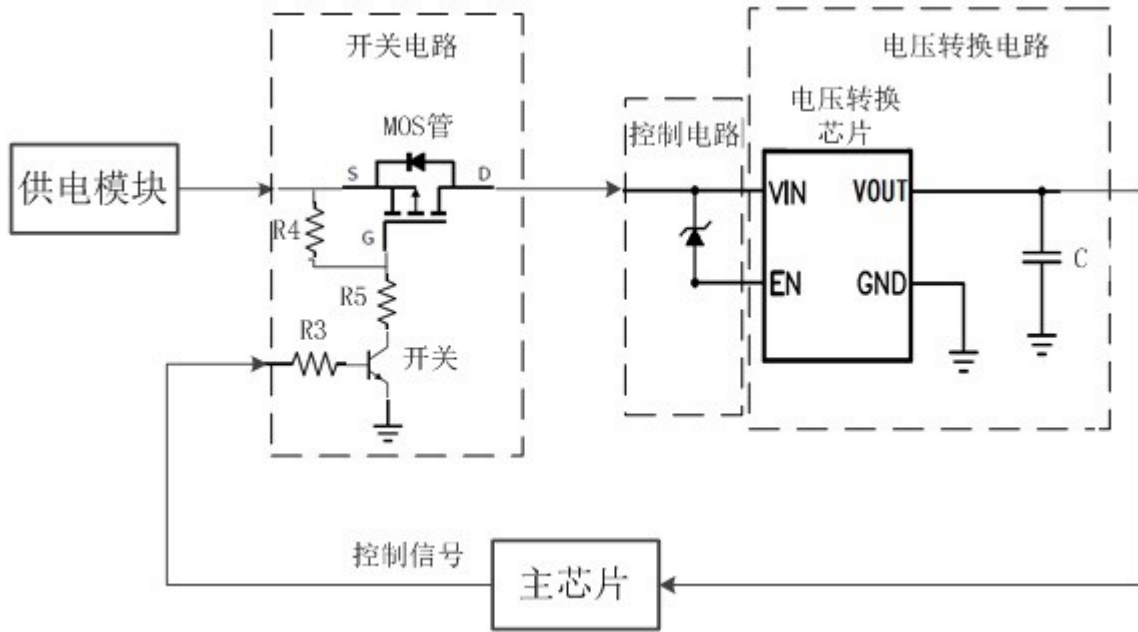 开关电路
电压转换电路
MOS管
控制电路
电压转换
芯片
供电模块
S
D
VIN
VOUT
R4
G
C
EN
GND
R5
R3
开关
控制信号
主芯片